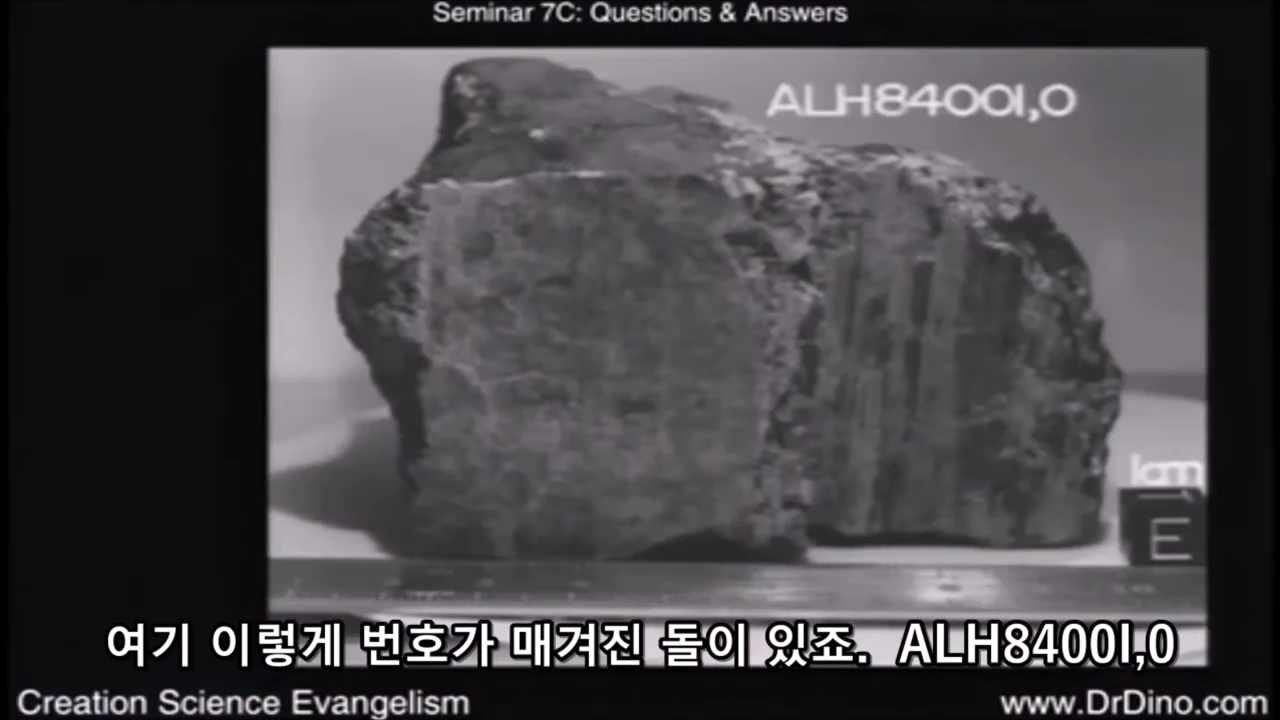 Seminar 7C: Questions & Answers
ALH84001,0
1cm
E
여기 이렇게 번호가 매겨진 돌이 있죠. ALH8400I,0
Creation Science Evangelism
www.DrDino.com